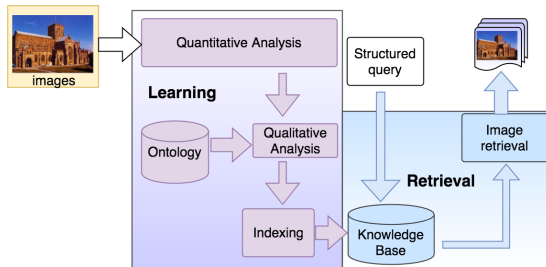 images
Quantitative Analysis
Learning
Ontology
Qualitative
Analysis
Indexing
Structured
query
Retrieval
Knowledge
Base
Image
retrieval